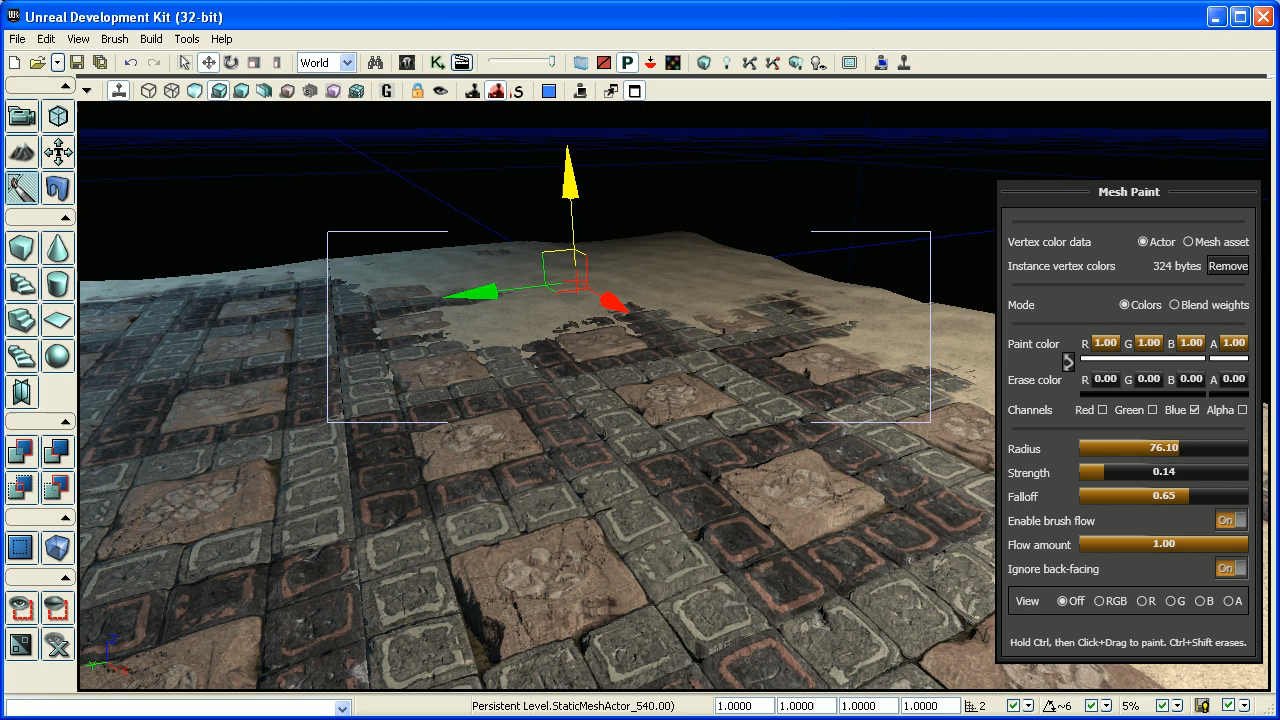 Unreal Development Kit (32-bit)
File Edit View Brush Build Tools Help
World
G
S
Mesh Paint
Vertex color data Actor Mesh asset
Instance vertex colors 324 bytes Remove
Mode Colors Blend weights
Paint color R 1.00 G 1.00 B 1.00 A 1.00
Erase color R 0.00 G 0.00 B 0.00 A 0.00
Channels Red Green Blue Alpha
Radius 76.10
Strength 0.14
Falloff 0.65
Enable brush flow On
Flow amount 1.00
Ignore back-facing On
View Off RGB R G B A
Hold Ctrl, then Click+Drag to paint. Ctrl+Shift erases.
Z
Persistent Level.StaticMeshActor_540.00) 1.0000 1.0000 1.0000 1.0000 2 ~6 5%